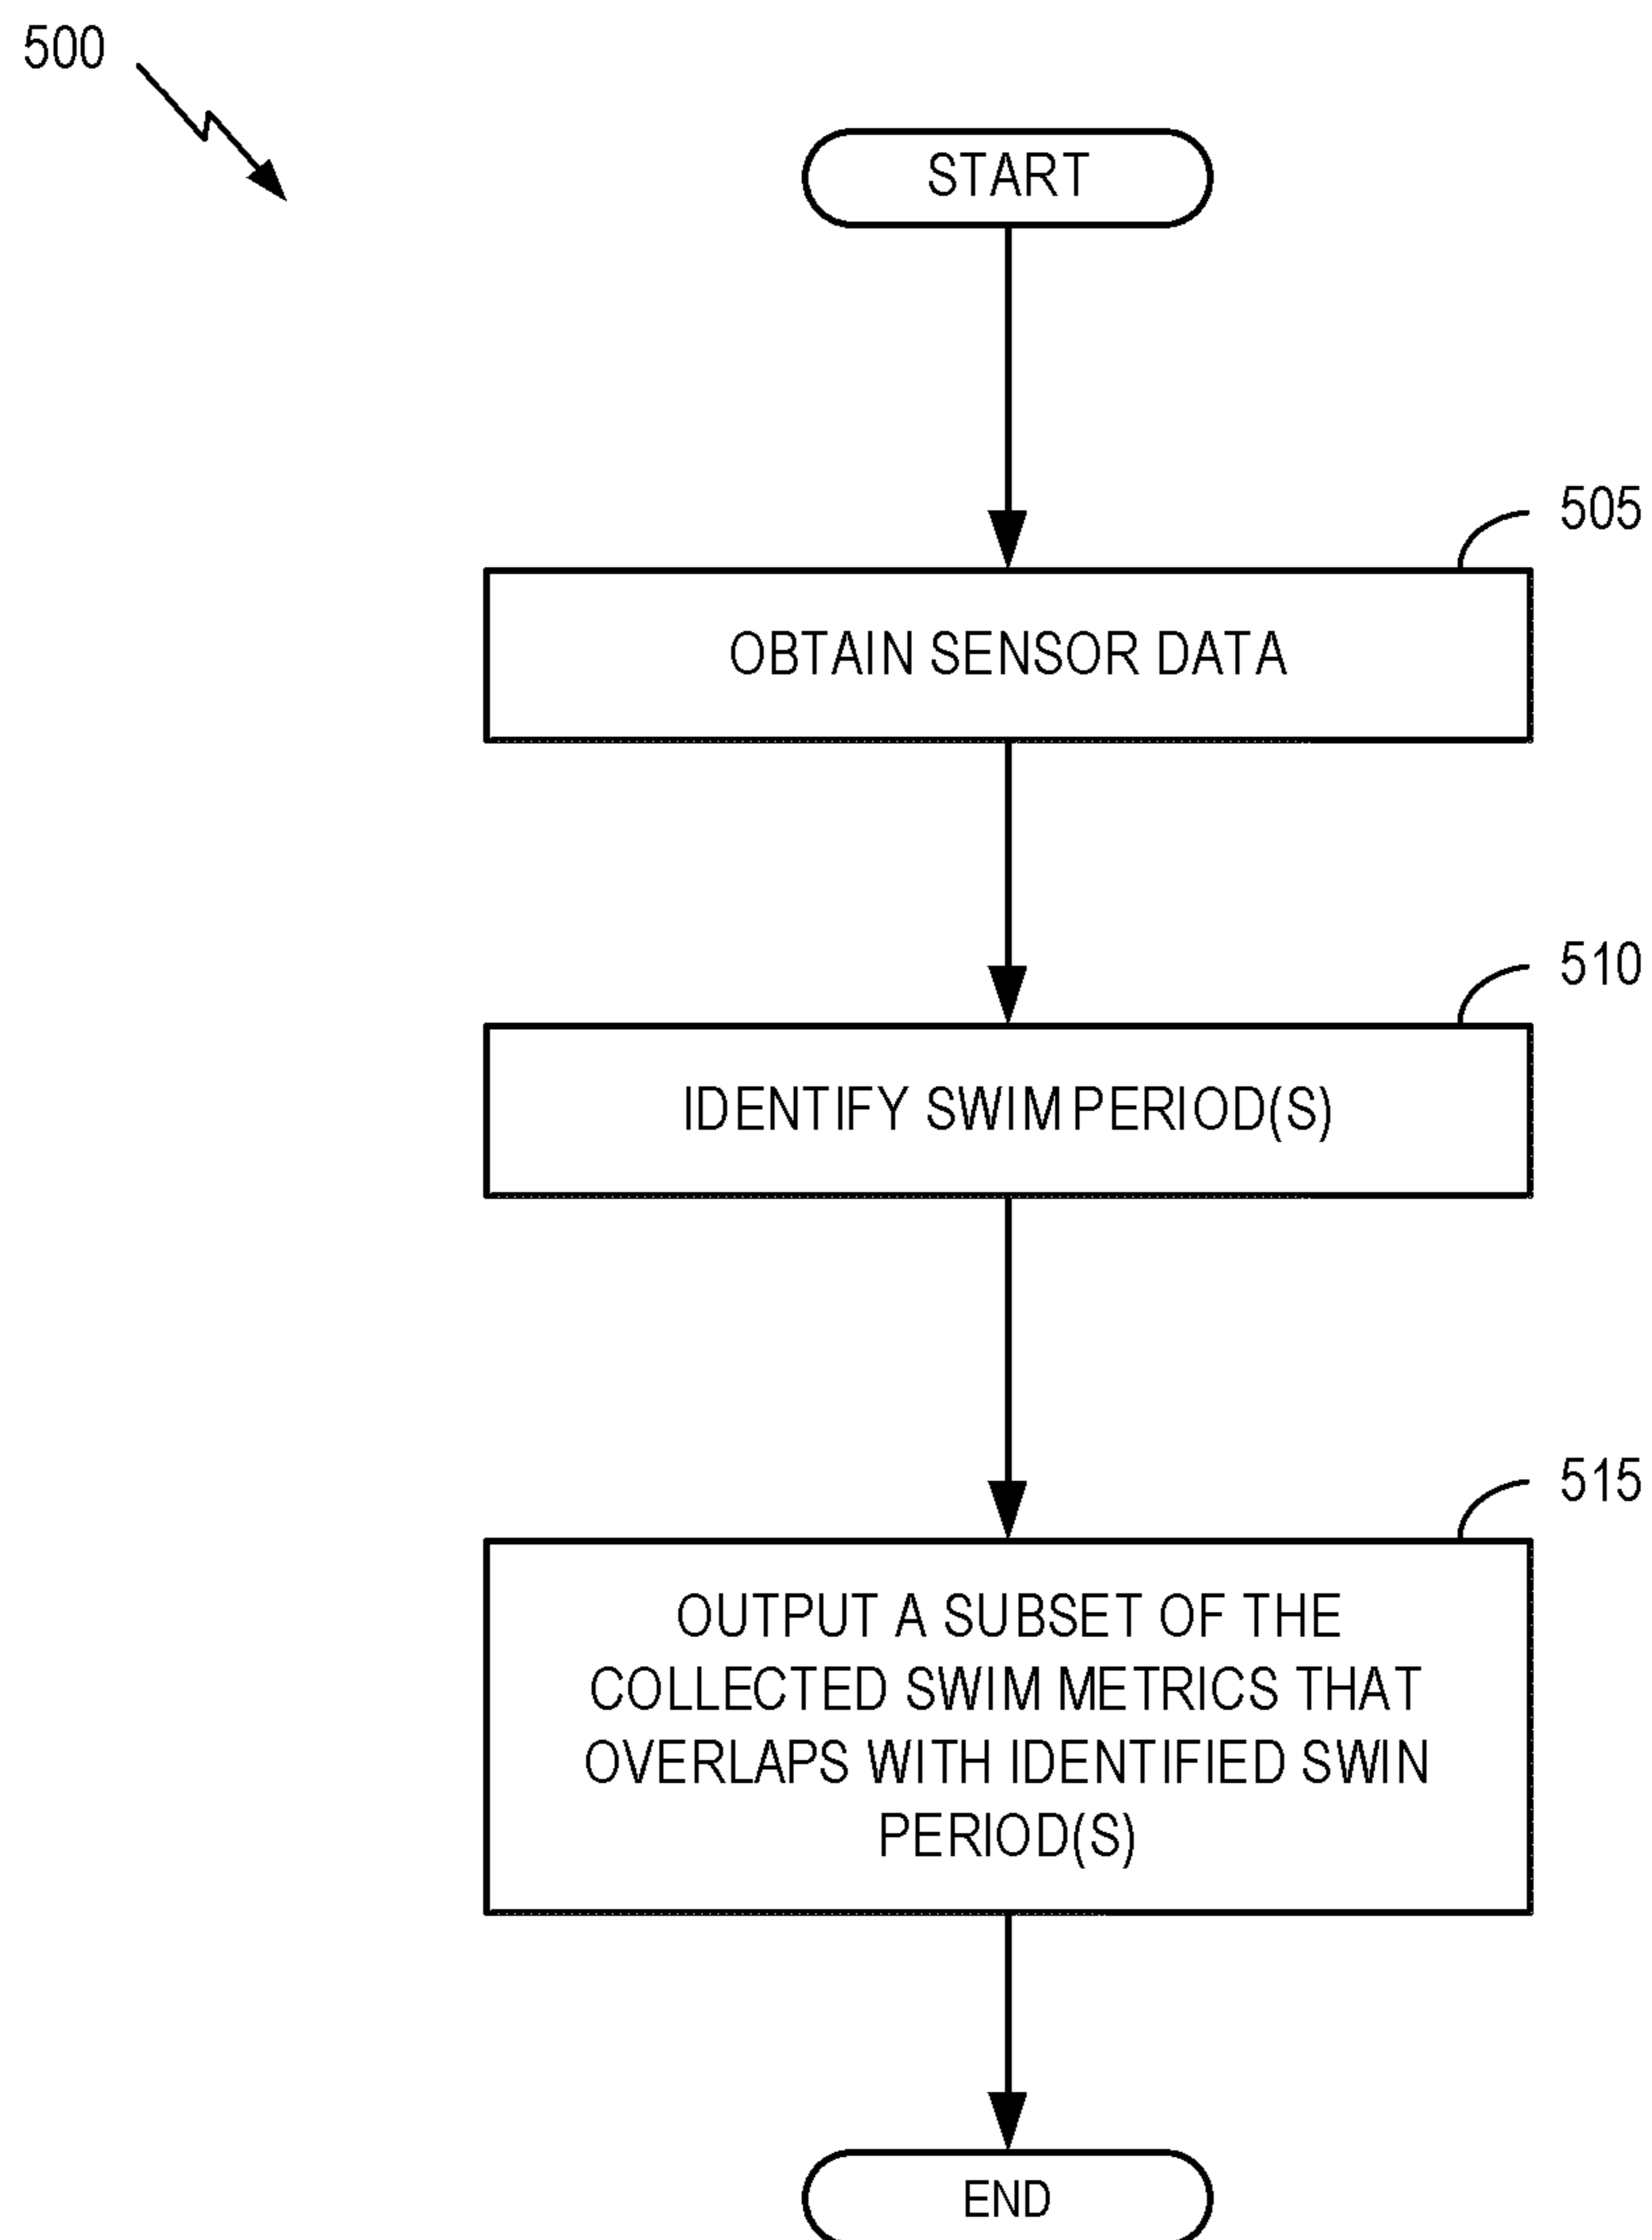 500
START
505
OBTAIN SENSOR DATA
510
IDENTIFY SWIM PERIOD(S)
515
OUTPUT A SUBSET OF THE
COLLECTED SWIM METRICS THAT
OVERLAPS WITH IDENTIFIED SWIN
PERIOD(S)
END